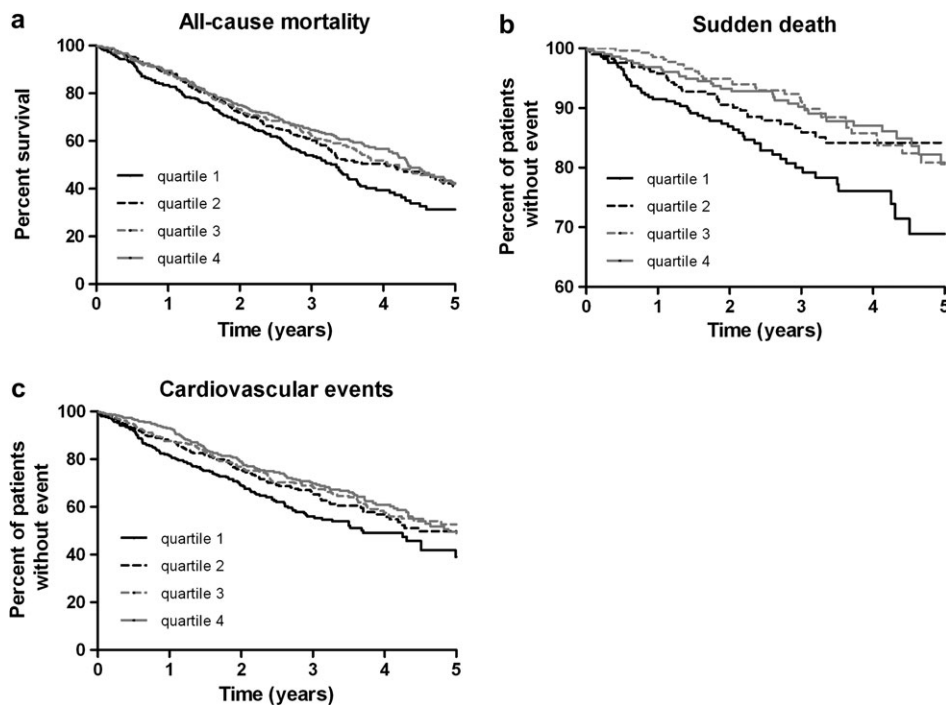 a
All-cause mortality
Percent survival
100
80
60
40
20
0
quartile 1
quartile 2
quartile 3
quartile 4
0 1 2 3 4 5
Time (years)
b
Sudden death
Percent of patients
without event
100
90
80
70
60
quartile 1
quartile 2
quartile 3
quartile 4
0 1 2 3 4 5
Time (years)
c
Cardiovascular events
Percent of patients
without event
100
80
60
40
20
0
quartile 1
quartile 2
quartile 3
quartile 4
0 1 2 3 4 5
Time (years)